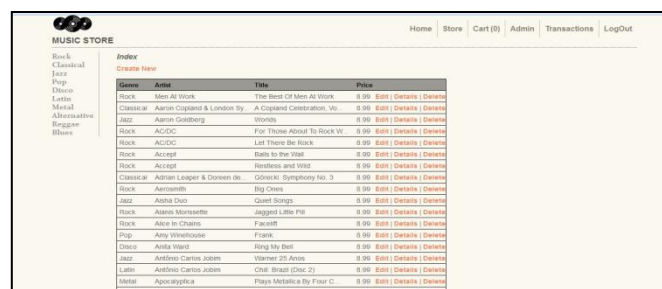 MUSIC STORE
Home Store Cart (0) Admin Transactions LogOut
Rock
Classical
Jazz
Pop
Disco
Latin
Metal
Alternative
Reggae
Blues
Index
Create New
Genre Artist Title Price
Rock Men At Work The Best Of Men At Work 8.99 Edit | Details | Delete
Classical Aaron Copland & London Sy... A Copland Celebration, Vo... 8.99 Edit | Details | Delete
Jazz Aaron Goldberg Worlds 8.99 Edit | Details | Delete
Rock AC/DC For Those About To Rock W... 8.99 Edit | Details | Delete
Rock AC/DC Let There Be Rock 8.99 Edit | Details | Delete
Rock Accept Balls to the Wall 8.99 Edit | Details | Delete
Rock Accept Restless and Wild 8.99 Edit | Details | Delete
Classical Adrian Leaper & Doreen de... Górecki: Symphony No. 3 8.99 Edit | Details | Delete
Rock Aerosmith Big Ones 8.99 Edit | Details | Delete
Jazz Aisha Duo Quiet Songs 8.99 Edit | Details | Delete
Rock Alanis Morissette Jagged Little Pill 8.99 Edit | Details | Delete
Rock Alice In Chains Facelift 8.99 Edit | Details | Delete
Pop Amy Winehouse Frank 8.99 Edit | Details | Delete
Disco Anita Ward Ring My Bell 8.99 Edit | Details | Delete
Jazz Antônio Carlos Jobim Warner 25 Anos 8.99 Edit | Details | Delete
Latin Antônio Carlos Jobim Chill: Brazil (Disc 2) 8.99 Edit | Details | Delete
Metal Apocalyptica Plays Metallica By Four C... 8.99 Edit | Details | Delete